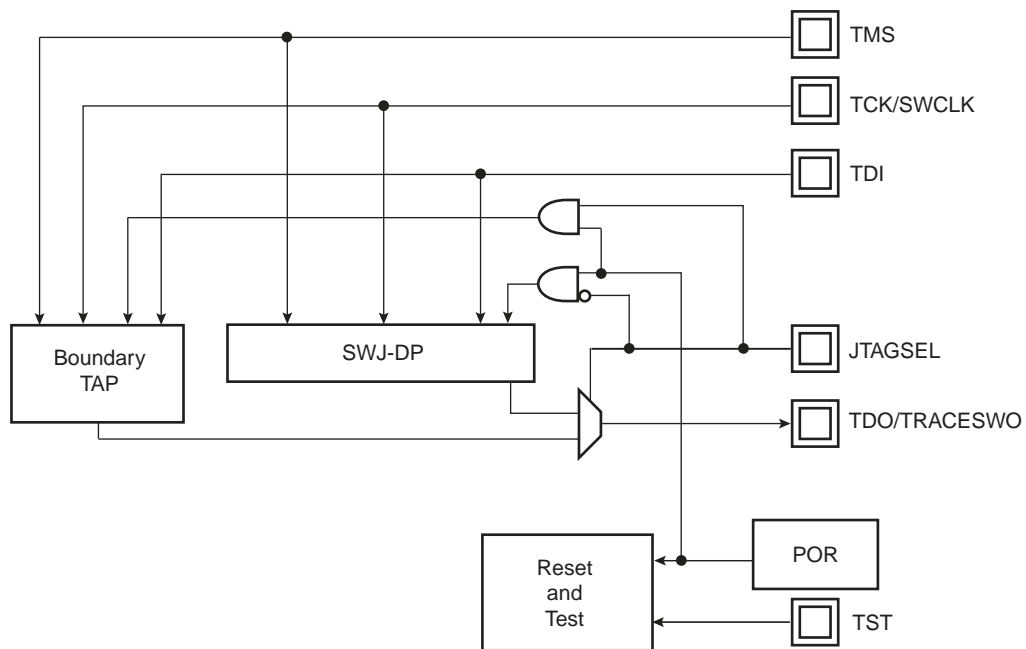 TMS
TCK/SWCLK
TDI
Boundary
TAP
SWJ-DP
JTAGSEL
TDO/TRACESWO
Reset
and
Test
POR
TST